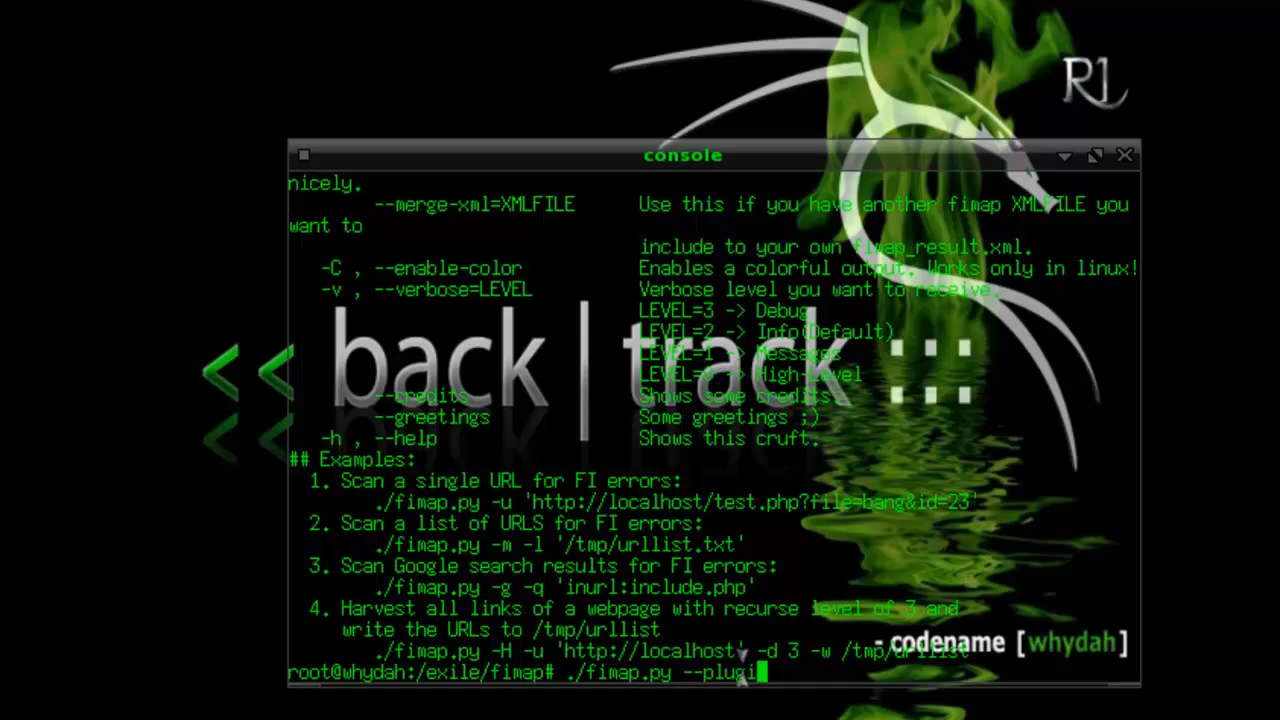 R1
console
nicely.
--merge-xml=XMLFILE Use this if you have another fimap XMLFILE you
want to
include to your own fimap_result.xml.
-C , --enable-color Enables a colorful output. Works only in linux!
-v , --verbose=LEVEL Verbose level you want to receive.
LEVEL=3 -> Debug
LEVEL=2 -> Info(Default)
LEVEL=1 -> Messages
LEVEL=0 -> High-Level
<< back|track
--credits Shows some credits.
--greetings Some greetings ;)
-h , --help Shows this cruft.
## Examples:
1. Scan a single URL for FI errors:
./fimap.py -u 'http://localhost/test.php?file=bang&id=23'
2. Scan a list of URLS for FI errors:
./fimap.py -m -l '/tmp/urllist.txt'
3. Scan Google search results for FI errors:
./fimap.py -g -q 'inurl:include.php'
4. Harvest all links of a webpage with recurse level of 3 and
write the URLs to /tmp/urllist
- codename [whydah]
./fimap.py -H -u 'http://localhost' -d 3 -w /tmp/urllist
root@whydah:/exile/fimap# ./fimap.py --plugi